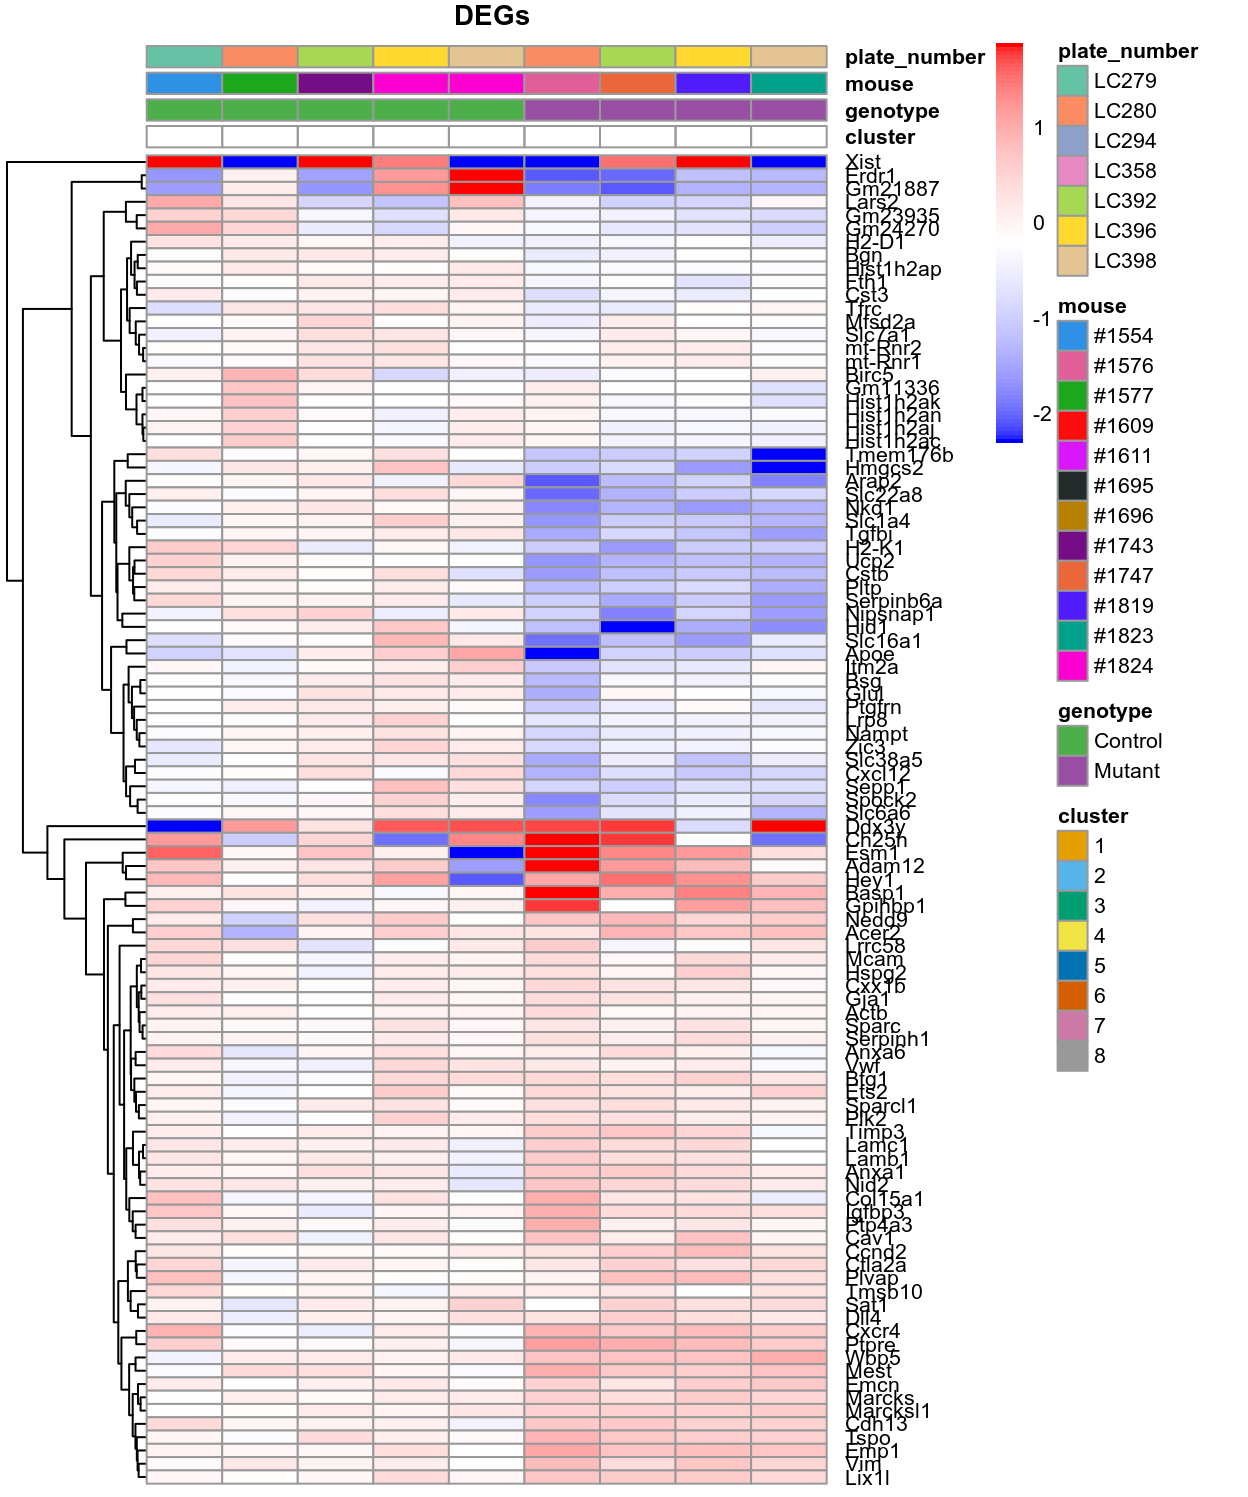 DEGs
plate_number
mouse
genotype
cluster
Xist
Erdr1
Gm21887
Lars2
Gm23935
Gm24270
H2-D1
Bgn
Hist1h2ap
Fth1
Cst3
Tfrc
Mfsd2a
Slc7a1
mt-Rnr2
mt-Rnr1
Birc5
Gm11336
Hist1h2ak
Hist1h2an
Hist1h2ai
Hist1h2ac
Tmem176b
Hmgcs2
Arap2
Slc22a8
Nkd1
Slc1a4
Tgfbi
H2-K1
Ucp2
Cstb
Pltp
Serpinb6a
Nipsnap1
Hid1
Slc16a1
Apoe
Itm2a
Bsg
Glul
Ptgfrn
Lrp8
Nampt
Zic3
Slc38a5
Cxcl12
Sepp1
Spock2
Slc6a6
Ddx3y
Ch25h
Esm1
Adam12
Hey1
Basp1
Gpihbp1
Nedd9
Acer2
Lrrc58
Mcam
Hspg2
Cxx1b
Gja1
Actb
Sparc
Serpinh1
Anxa6
Vwf
Btg1
Ets2
Sparcl1
Plk2
Timp3
Lamc1
Lamb1
Anxa1
Nid2
Col15a1
Igfbp3
Ptp4a3
Cav1
Ccnd2
Ctla2a
Plvap
Tmsb10
Sat1
Dll4
Cxcr4
Ptpre
Wbp5
Mest
Emcn
Marcks
Marcksl1
Cdh13
Tspo
Emp1
Vim
Lix1l
1
0
-1
-2
plate_number
LC279
LC280
LC294
LC358
LC392
LC396
LC398
mouse
#1554
#1576
#1577
#1609
#1611
#1695
#1696
#1743
#1747
#1819
#1823
#1824
genotype
Control
Mutant
cluster
1
2
3
4
5
6
7
8